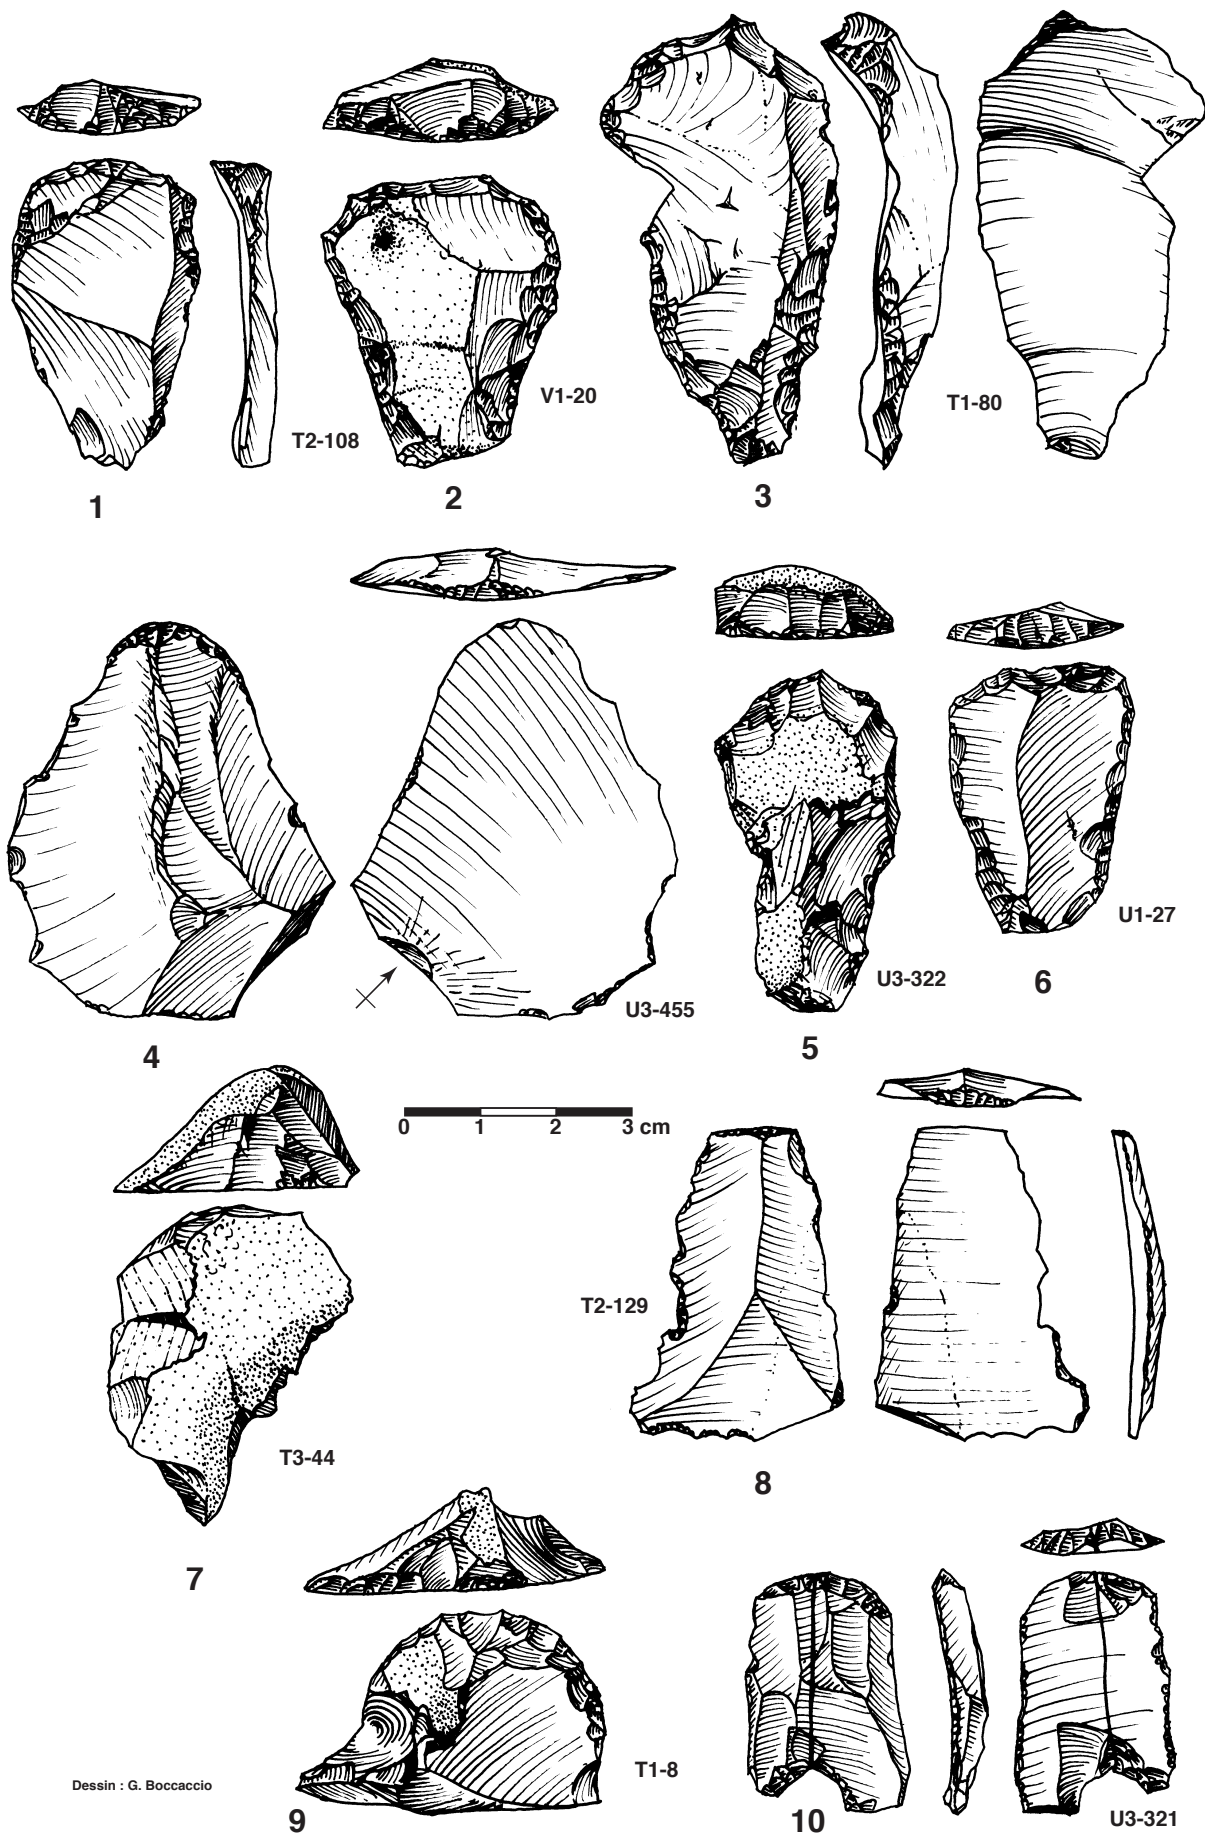 T2-108
1
V1-20
2
T1-80
3
U3-455
4
U3-322
5
U1-27
6
0 1 2 3 cm
T3-44
7
T2-129
8
T1-8
9
U3-321
10
Dessin : G. Boccaccio